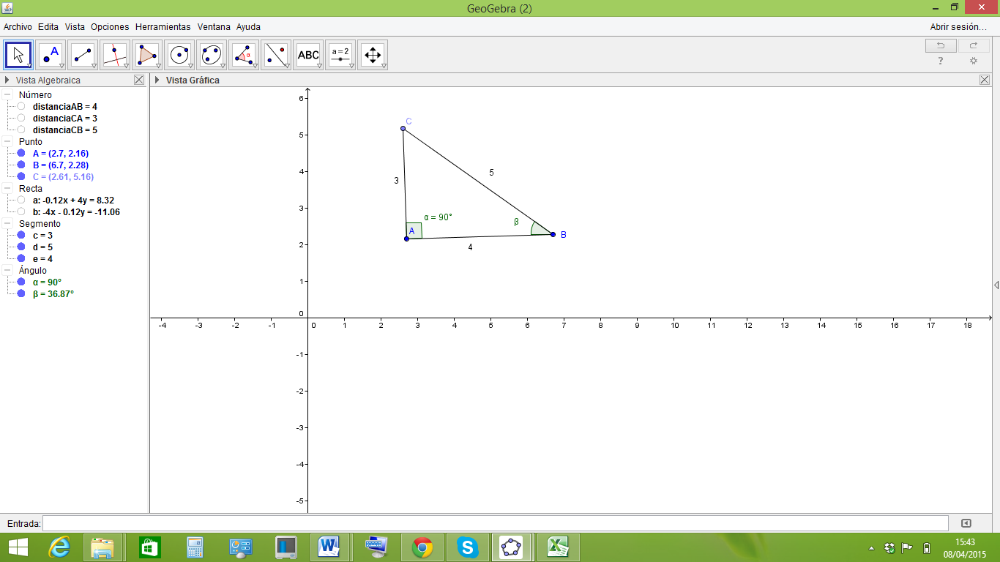 GeoGebra (2)
Archivo Edita Vista Opciones Herramientas Ventana Ayuda
Abrir sesión...
A
α
ABC
a=2
?
Vista Algebraica
Número
distanciaAB = 4
distanciaCA = 3
distanciaCB = 5
Punto
A = (2.7, 2.16)
B = (6.7, 2.28)
C = (2.61, 5.16)
Recta
a: -0.12x + 4y = 8.32
b: -4x - 0.12y = -11.06
Segmento
c = 3
d = 5
e = 4
Ángulo
α = 90°
β = 36.87°
Vista Gráfica
6
5
4
3
2
1
0
-1
-2
-3
-4
-5
C
3
5
α = 90°
β
A
B
4
-4 -3 -2 -1 0 1 2 3 4 5 6 7 8 9 10 11 12 13 14 15 16 17 18
Entrada:
15:43
08/04/2015